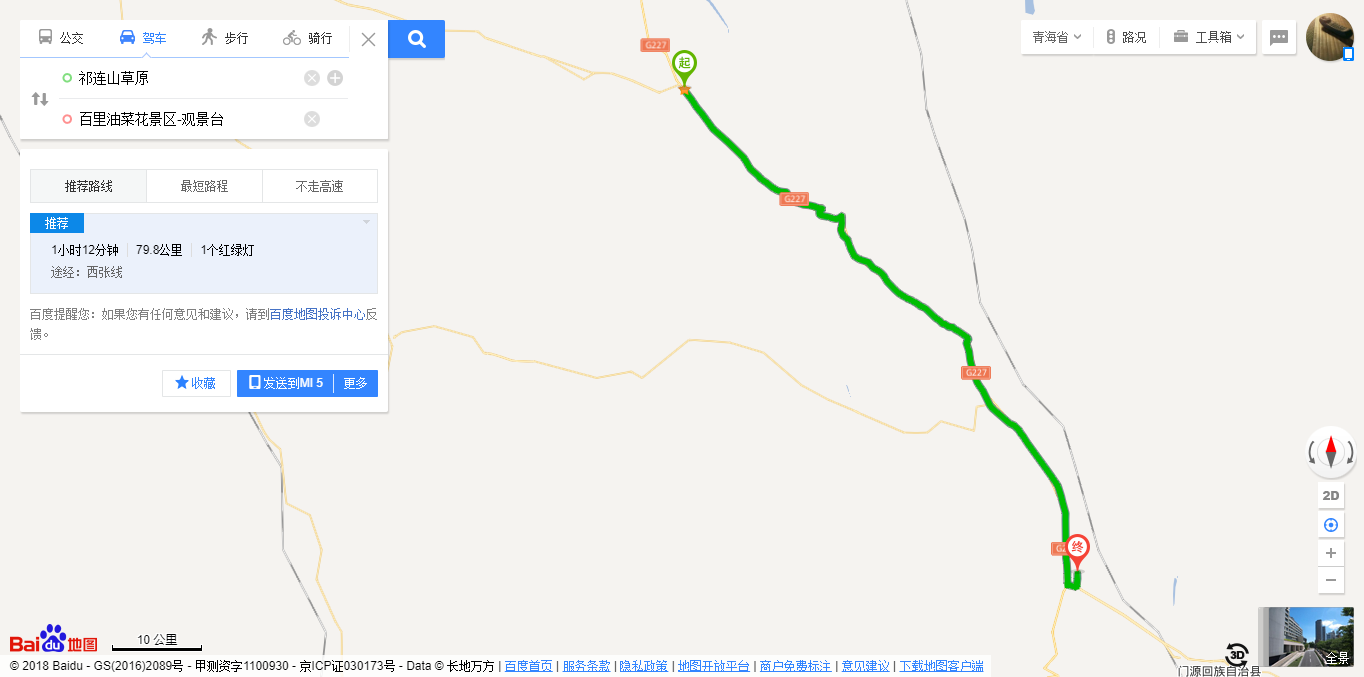 公交 驾车 步行 骑行
祁连山草原
百里油菜花景区-观景台
推荐路线 最短路程 不走高速
推荐
1小时12分钟 79.8公里 1个红绿灯
途经：西张线
百度提醒您：如果您有任何意见和建议，请到百度地图投诉中心反
馈。
收藏 发送到MI 5 更多
青海省 路况 工具箱
G227
起
G227
G227
终
2D
全景
3D
门源回族自治县
Bai du 地图
10 公里
© 2018 Baidu - GS(2016)2089号 - 甲测资字1100930 - 京ICP证030173号 - Data © 长地万方 | 百度首页 | 服务条款 | 隐私政策 | 地图开放平台 | 商户免费标注 | 意见建议 | 下载地图客户端